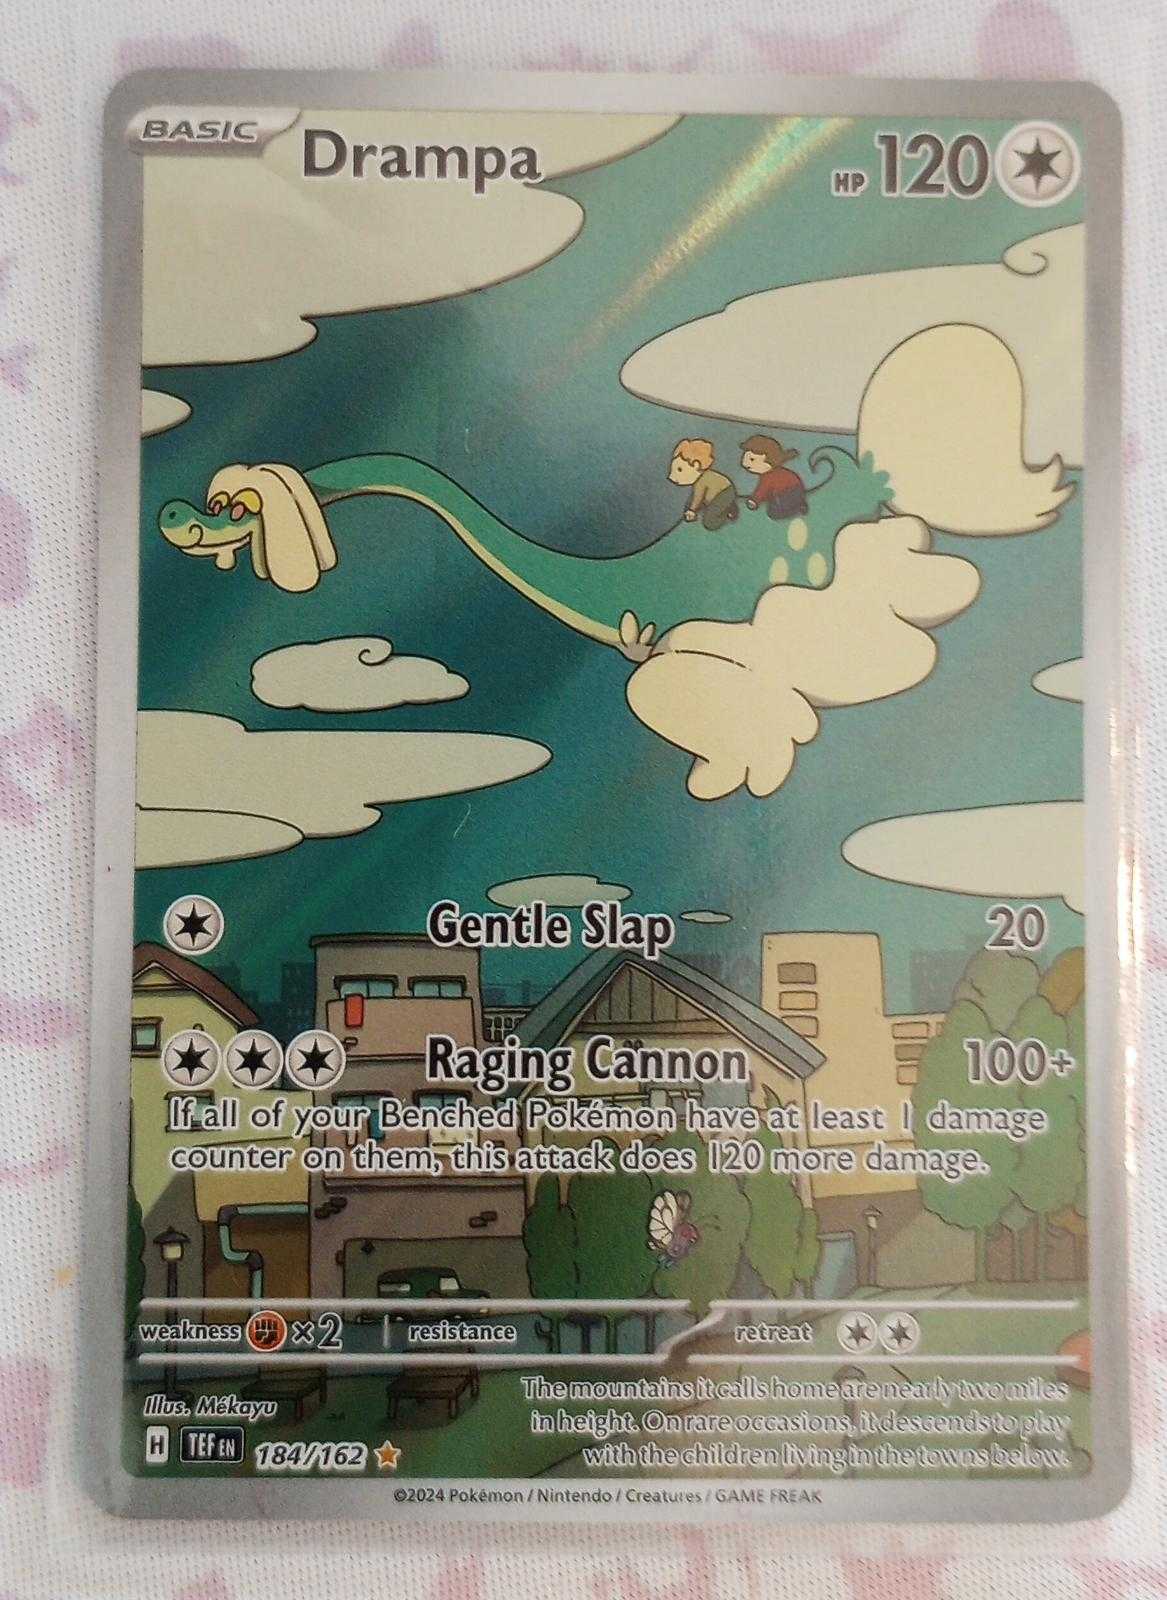 BASIC
Drampa
HP 120
Gentle Slap 20
Raging Cannon 100+
If all of your Benched Pokémon have at least 1 damage
counter on them, this attack does 120 more damage.
weakness ×2 resistance retreat
Illus. Mékayu
The mountains it calls home are nearly two miles
in height. On rare occasions, it descends to play
with the children living in the towns below.
H TEF EN 184/162
©2024 Pokémon / Nintendo / Creatures / GAME FREAK